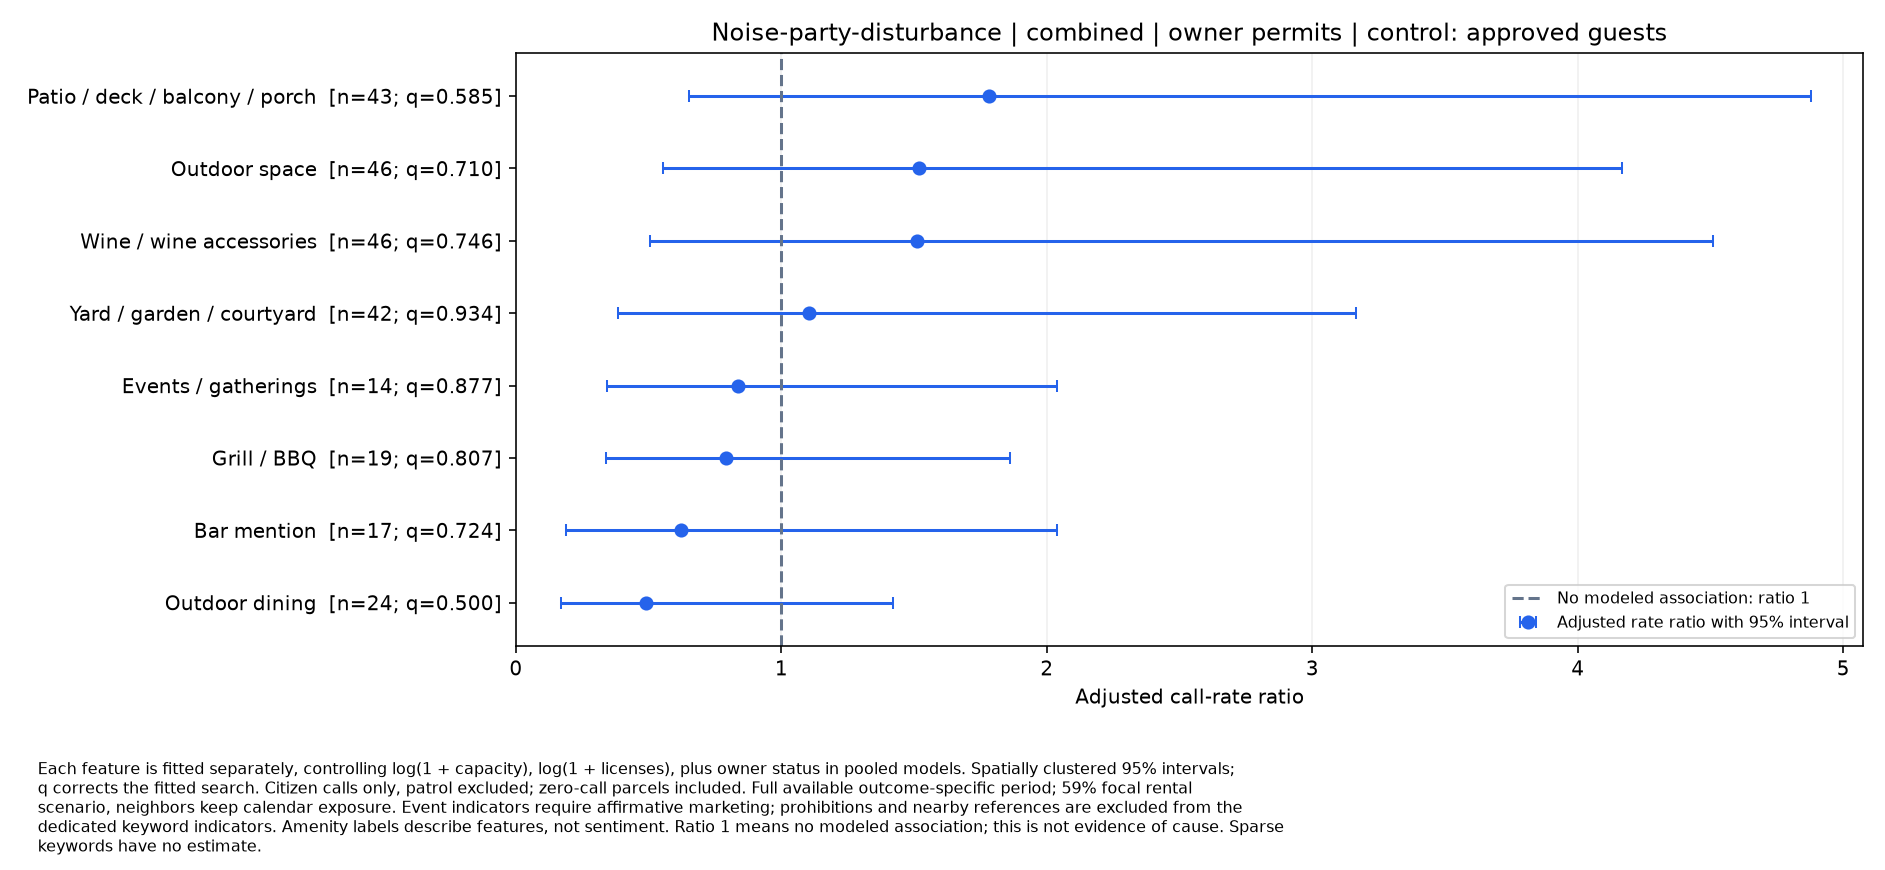 Noise-party-disturbance | combined | owner permits | control: approved guests
Patio / deck / balcony / porch [n=43; q=0.585]
Outdoor space [n=46; q=0.710]
Wine / wine accessories [n=46; q=0.746]
Yard / garden / courtyard [n=42; q=0.934]
Events / gatherings [n=14; q=0.877]
Grill / BBQ [n=19; q=0.807]
Bar mention [n=17; q=0.724]
Outdoor dining [n=24; q=0.500]
No modeled association: ratio 1
Adjusted rate ratio with 95% interval
0 1 2 3 4 5
Adjusted call-rate ratio
Each feature is fitted separately, controlling log(1 + capacity), log(1 + licenses), plus owner status in pooled models. Spatially clustered 95% intervals;
q corrects the fitted search. Citizen calls only, patrol excluded; zero-call parcels included. Full available outcome-specific period; 59% focal rental
scenario, neighbors keep calendar exposure. Event indicators require affirmative marketing; prohibitions and nearby references are excluded from the
dedicated keyword indicators. Amenity labels describe features, not sentiment. Ratio 1 means no modeled association; this is not evidence of cause. Sparse
keywords have no estimate.